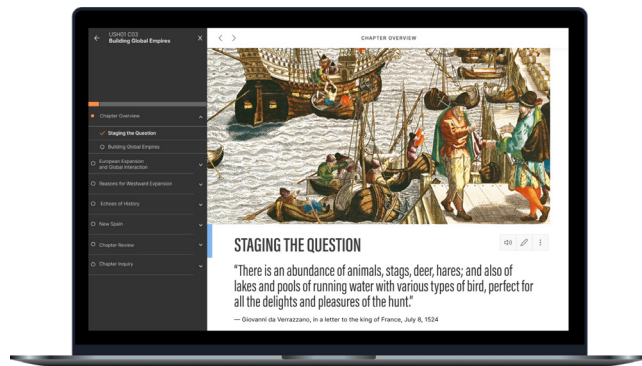 USH01 C03
Building Global Empires
X
CHAPTER OVERVIEW
Chapter Overview
Staging the Question
Building Global Empires
European Expansion
and Global Interaction
Reasons for Westward Expansion
Echoes of History
New Spain
Chapter Review
Chapter Inquiry
STAGING THE QUESTION
“There is an abundance of animals, stags, deer, hares; and also of
lakes and pools of running water with various types of bird, perfect for
all the delights and pleasures of the hunt.”
— Giovanni da Verrazzano, in a letter to the king of France, July 8, 1524